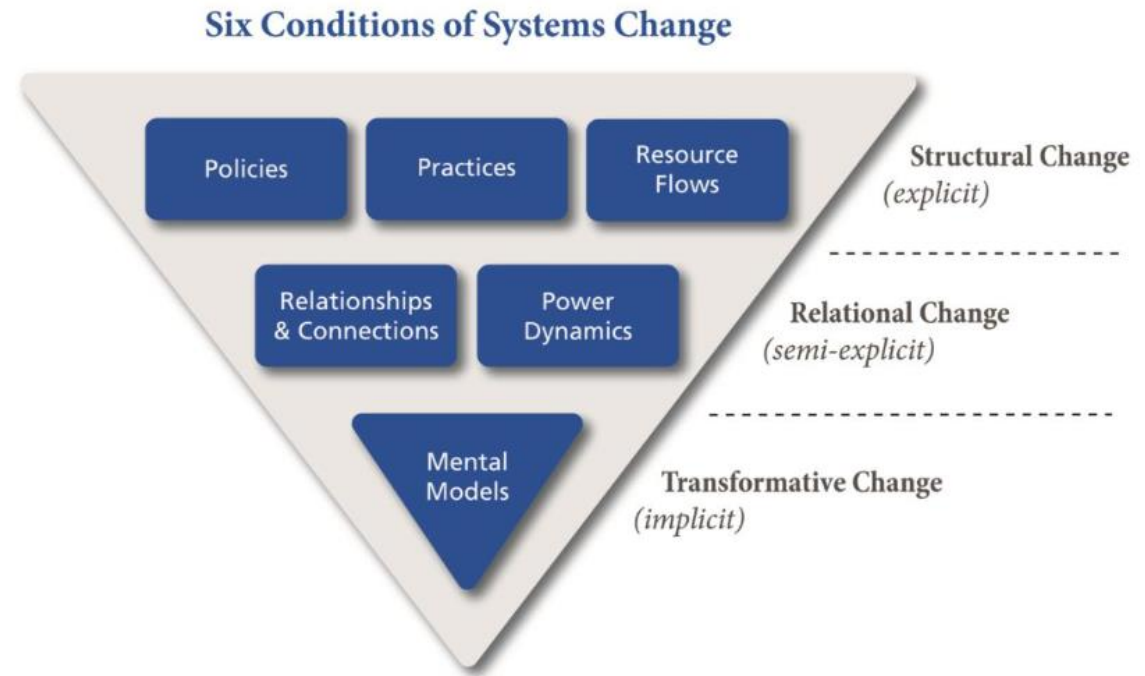 Six Conditions of Systems Change
Policies
Practices
Resource
Flows
Structural Change
(explicit)
Relationships
& Connections
Power
Dynamics
Relational Change
(semi-explicit)
Mental
Models
Transformative Change
(implicit)